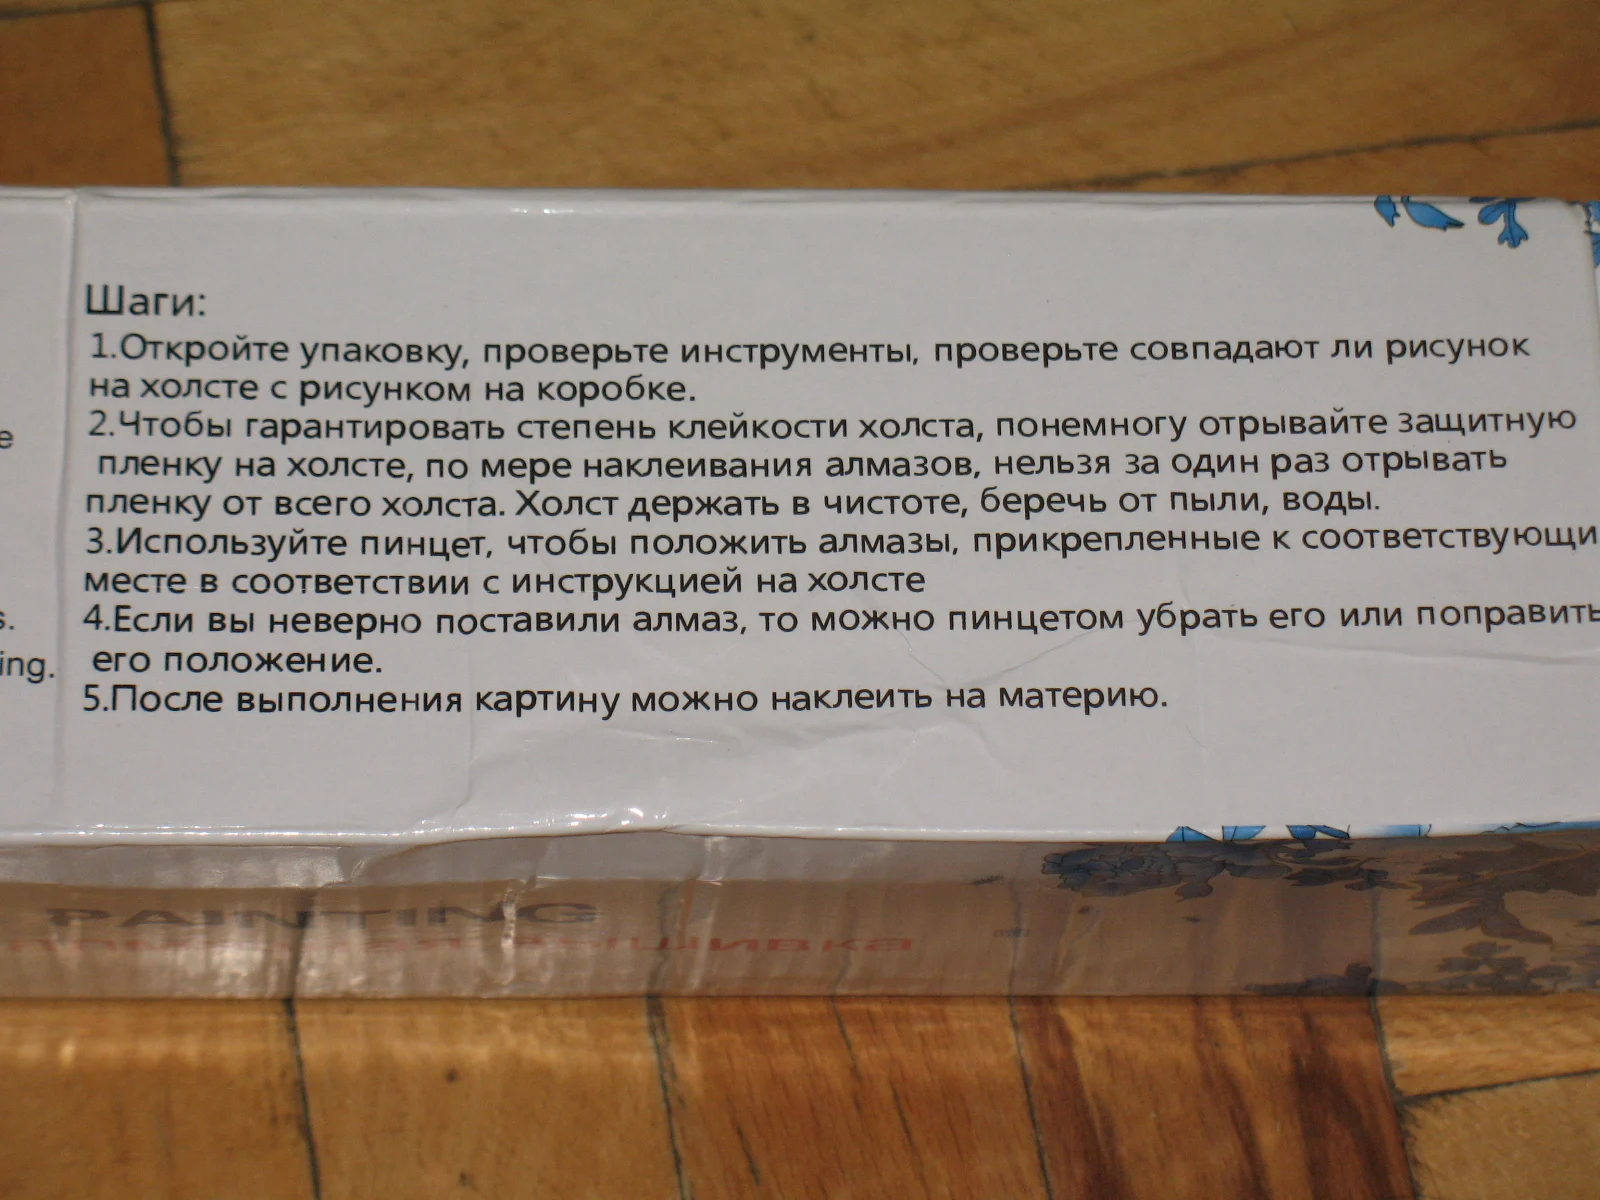 Шаги:
1.Откройте упаковку, проверьте инструменты, проверьте совпадают ли рисунок
на холсте с рисунком на коробке.
2.Чтобы гарантировать степень клейкости холста, понемногу отрывайте защитную
пленку на холсте, по мере наклеивания алмазов, нельзя за один раз отрывать
пленку от всего холста. Холст держать в чистоте, беречь от пыли, воды.
3.Используйте пинцет, чтобы положить алмазы, прикрепленные к соответствующи
месте в соответствии с инструкцией на холсте
4.Если вы неверно поставили алмаз, то можно пинцетом убрать его или поправить
его положение.
5.После выполнения картину можно наклеить на материю.
e
s.
ing.
PAINTING
вышивка